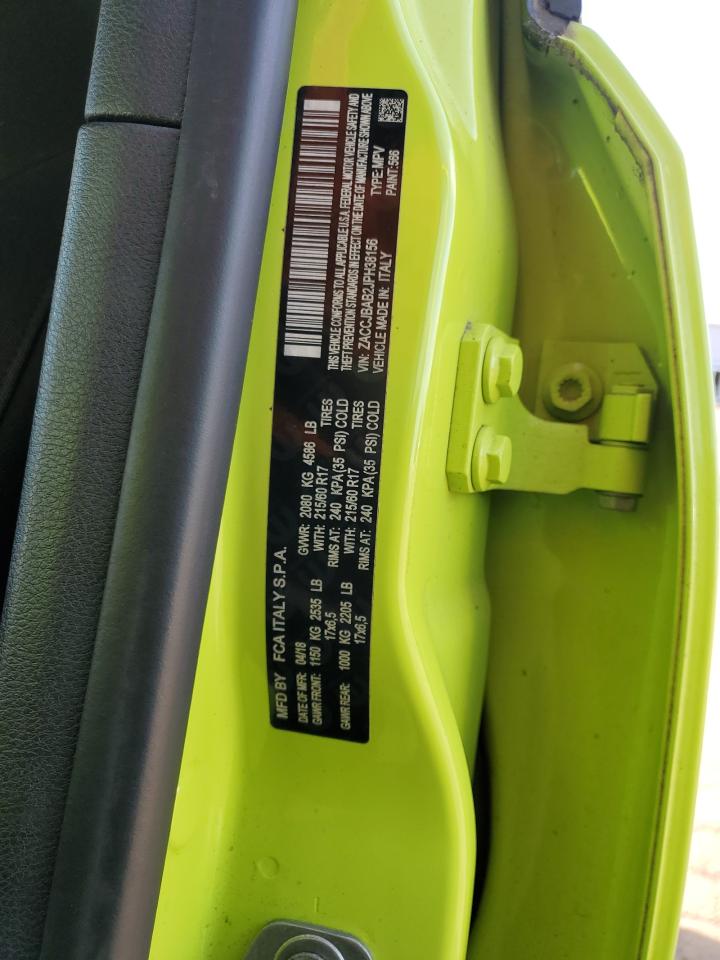 MFD BY FCA ITALY S.P.A.
DATE OF MFR: 04/18 GVWR: 2080 KG 4586 LB
GAWR FRONT: 1150 KG 2535 LB WITH: 215/60 R17 TIRES
17x6,5 RIMS AT: 240 KPA(35 PSI) COLD
GAWR REAR: 1000 KG 2205 LB WITH: 215/60 R17 TIRES
17x6,5 RIMS AT: 240 KPA(35 PSI) COLD
THIS VEHICLE CONFORMS TO ALL APPLICABLE U.S.A. FEDERAL MOTOR VEHICLE SAFETY AND
THEFT PREVENTION STANDARDS IN EFFECT ON THE DATE OF MANUFACTURE SHOWN ABOVE
VIN: ZACCJBAB2JPH38156 TYPE: MPV
VEHICLE MADE IN: ITALY PAINT: 566